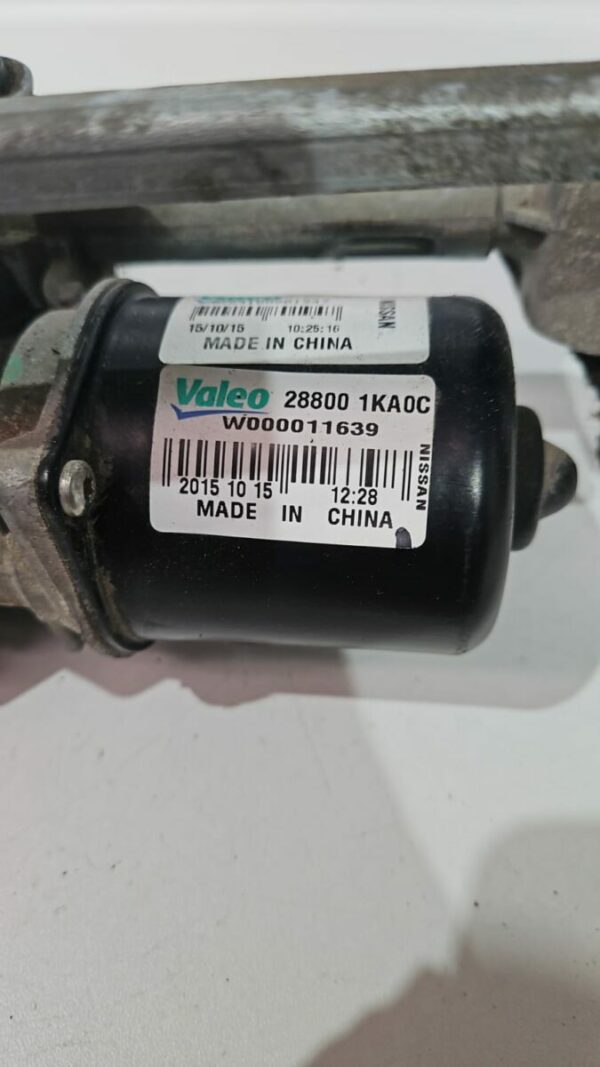 15/10/15 10:25:16
MADE IN CHINA
NISSAN
Valeo 28800 1KA0C
W000011639
2015 10 15 12:28
MADE IN CHINA
NISSAN